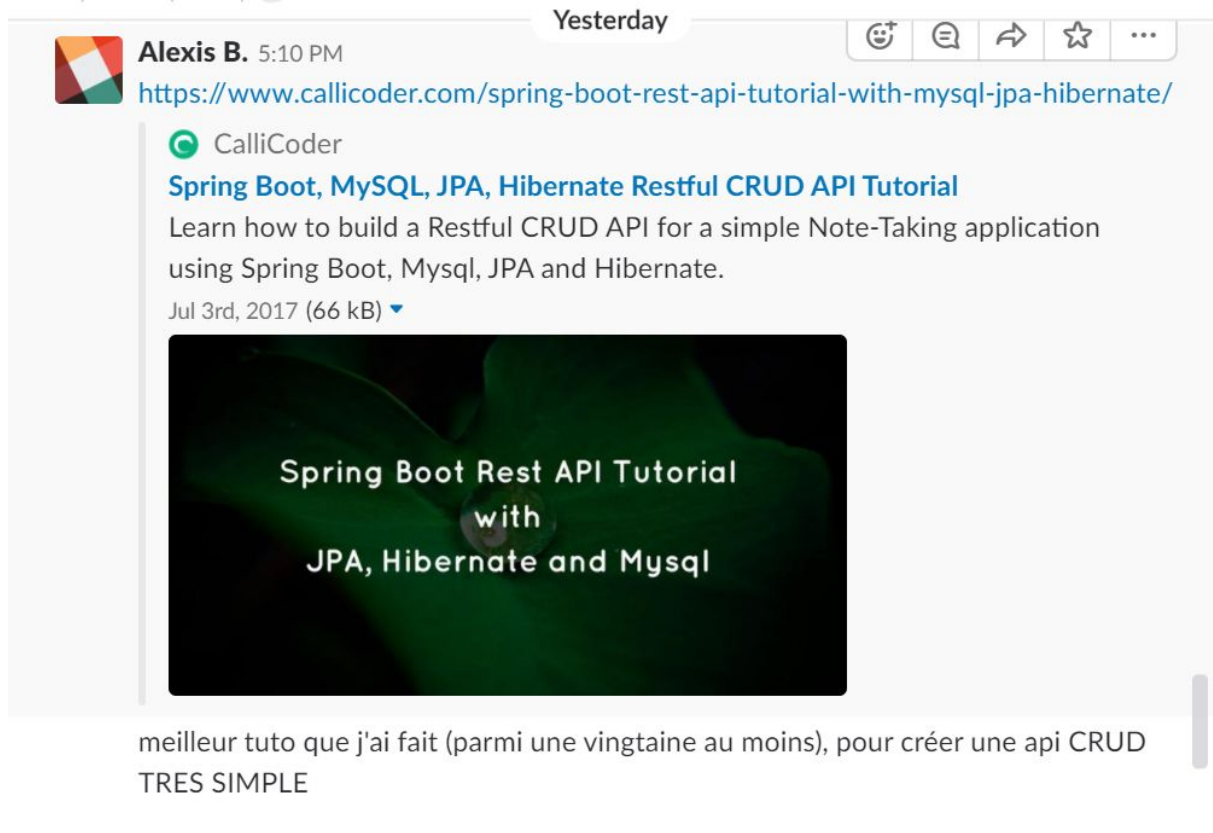 Yesterday
Alexis B. 5:10 PM
https://www.callicoder.com/spring-boot-rest-api-tutorial-with-mysql-jpa-hibernate/
CalliCoder
Spring Boot, MySQL, JPA, Hibernate Restful CRUD API Tutorial
Learn how to build a Restful CRUD API for a simple Note-Taking application
using Spring Boot, Mysql, JPA and Hibernate.
Jul 3rd, 2017 (66 kB)
Spring Boot Rest API Tutorial
with
JPA, Hibernate and Mysql
meilleur tuto que j'ai fait (parmi une vingtaine au moins), pour créer une api CRUD
TRES SIMPLE